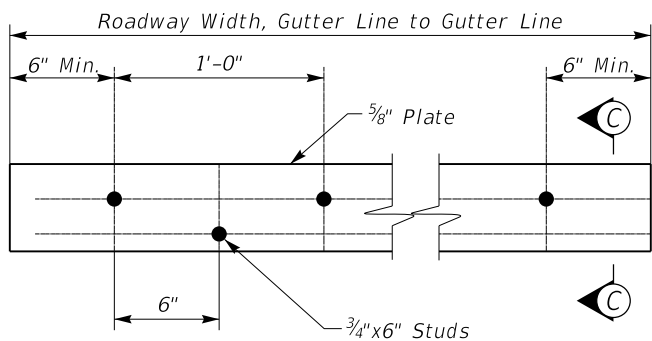 Roadway Width, Gutter Line to Gutter Line
6" Min.
1'-0"
6" Min.
C
5/8" Plate
6"
C
3/4"x6" Studs